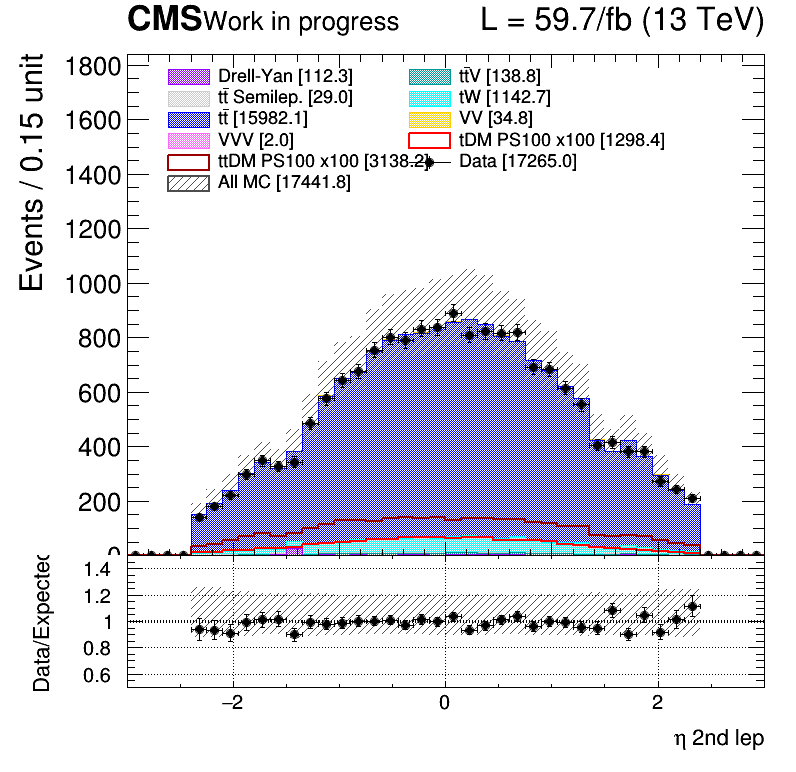 CMS Work in progress L = 59.7/fb (13 TeV)
Events / 0.15 unit
1800
1600
1400
1200
1000
800
600
400
200
0
Drell-Yan [112.3] tt̄V [138.8]
tt̄ Semilep. [29.0] tW [1142.7]
tt̄ [15982.1] VV [34.8]
VVV [2.0] tDM PS100 x100 [1298.4]
ttDM PS100 x100 [3138.2] Data [17265.0]
All MC [17441.8]
Data/Expected
1.4
1.2
1
0.8
0.6
−2 0 2
η 2nd lep